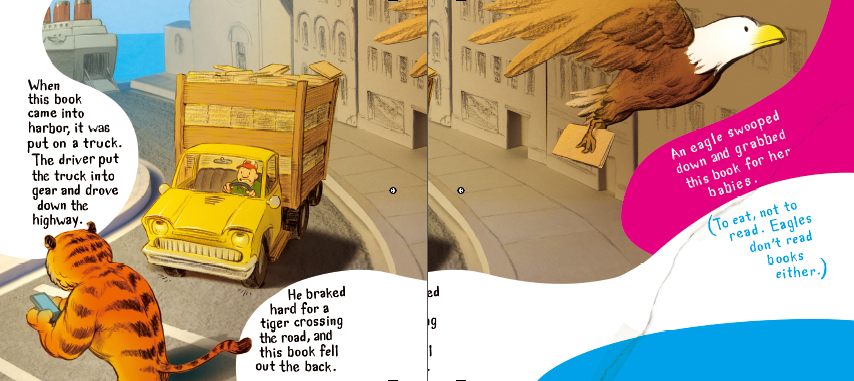 When
this book
came into
harbor, it was
put on a truck.
The driver put
the truck into
gear and drove
down the
highway.
He braked
hard for a
tiger crossing
the road, and
this book fell
out the back.
ed
ng
ll
.
An eagle swooped
down and grabbed
this book for her
babies.
(To eat, not to
read. Eagles
don't read
books
either.)